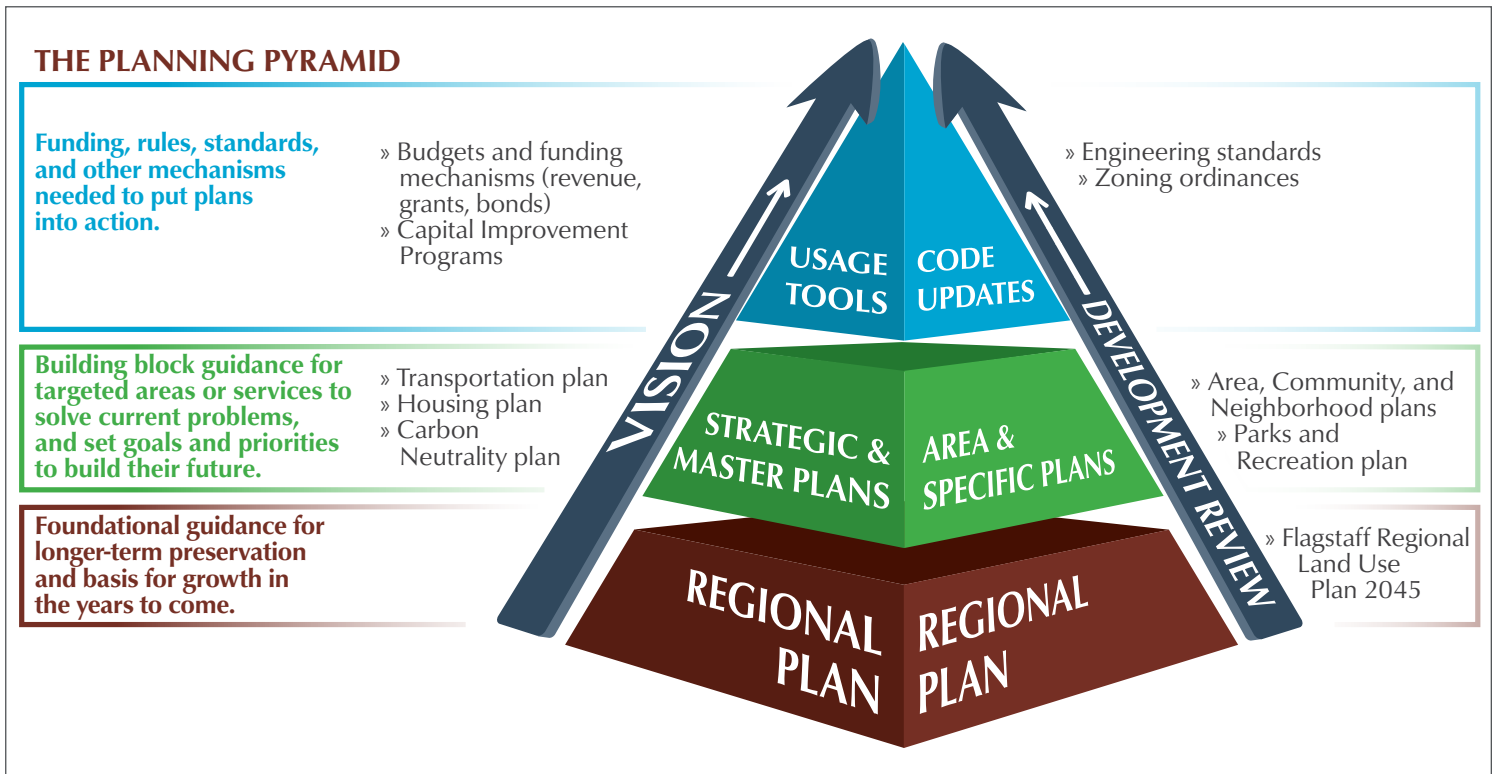 THE PLANNING PYRAMID
Funding, rules, standards,
and other mechanisms
needed to put plans
into action.
» Budgets and funding
mechanisms (revenue,
grants, bonds)
» Capital Improvement
Programs
USAGE
TOOLS
CODE
UPDATES
» Engineering standards
» Zoning ordinances
VISION
DEVELOPMENT REVIEW
Building block guidance for
targeted areas or services to
solve current problems,
and set goals and priorities
to build their future.
» Transportation plan
» Housing plan
» Carbon
Neutrality plan
STRATEGIC &
MASTER PLANS
AREA &
SPECIFIC PLANS
» Area, Community, and
Neighborhood plans
» Parks and
Recreation plan
Foundational guidance for
longer-term preservation
and basis for growth in
the years to come.
REGIONAL
PLAN
REGIONAL
PLAN
» Flagstaff Regional
Land Use
Plan 2045